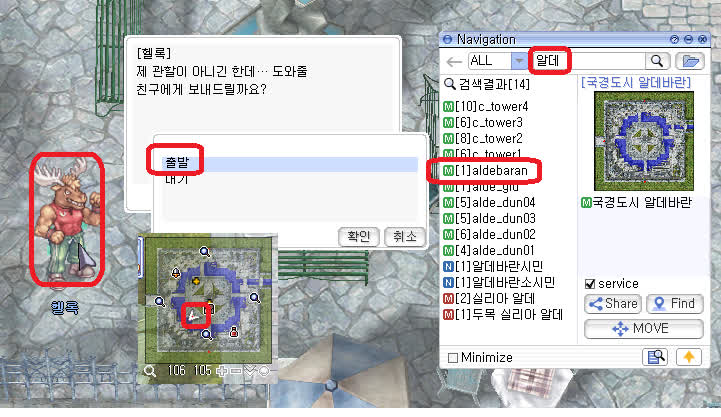 [헬록]
제 관할이 아니긴 한데… 도와줄
친구에게 보내드릴까요?
출발
대기
확인
취소
헬록
106 105
Navigation
ALL
알데
검색결과[14]
[10]c_tower4
[6]c_tower3
[8]c_tower2
[6]c_tower1
[1]aldebaran
[1]alde_gld
[5]alde_dun04
[5]alde_dun03
[6]alde_dun02
[4]alde_dun01
[1]알데바란시민
[1]알데바란소시민
[2]실리아 알데
[1]두목 실리아 알데
[국경도시 알데바란]
국경도시 알데바란
service
Share
Find
MOVE
Minimize